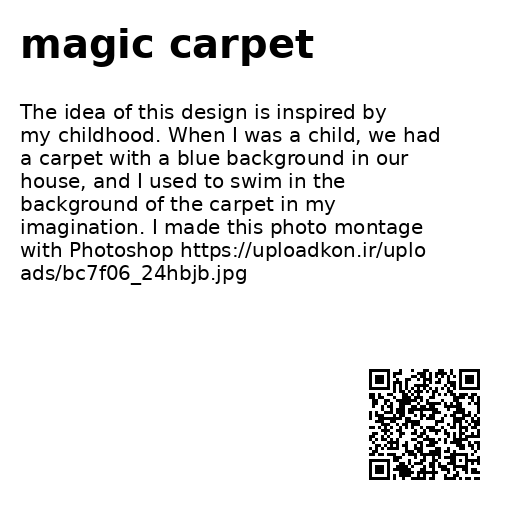 magic carpet
The idea of this design is inspired by
my childhood. When I was a child, we had
a carpet with a blue background in our
house, and I used to swim in the
background of the carpet in my
imagination. I made this photo montage
with Photoshop https://uploadkon.ir/uplo
ads/bc7f06_24hbjb.jpg